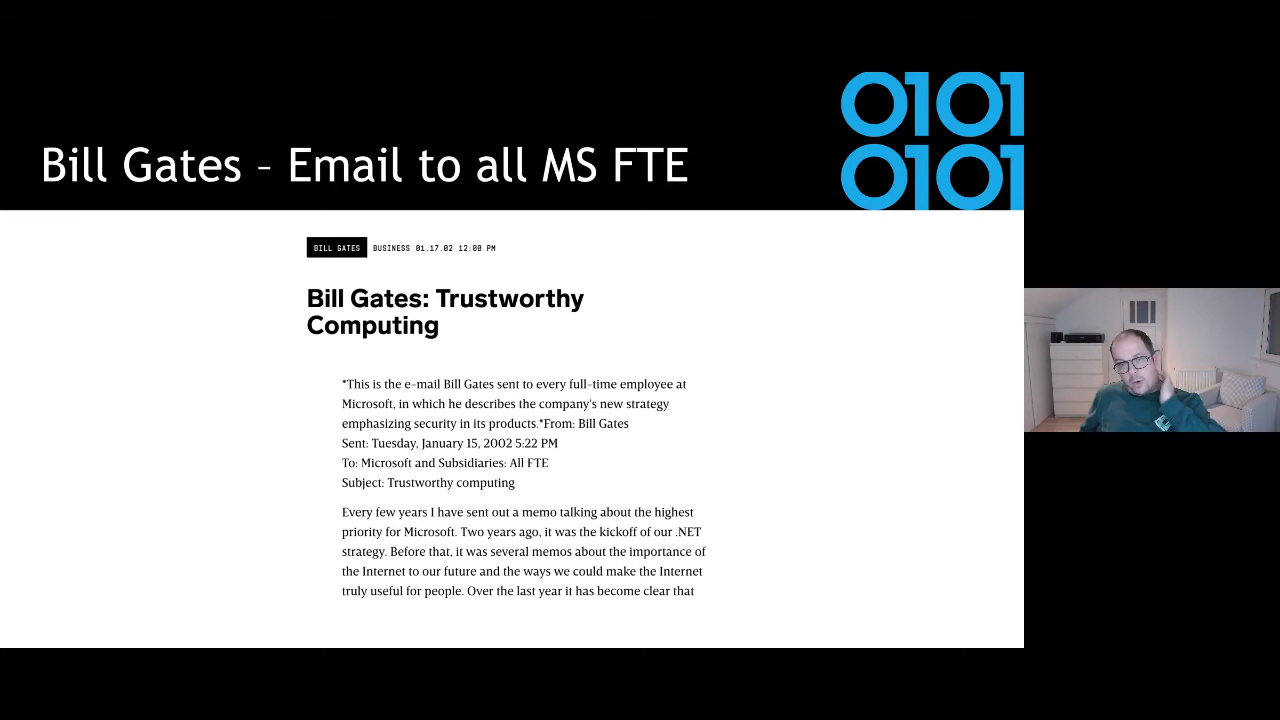 0101
0101
Bill Gates – Email to all MS FTE
BILL GATES BUSINESS 01.17.02 12:00 PM
Bill Gates: Trustworthy
Computing
*This is the e-mail Bill Gates sent to every full-time employee at
Microsoft, in which he describes the company's new strategy
emphasizing security in its products.*From: Bill Gates
Sent: Tuesday, January 15, 2002 5:22 PM
To: Microsoft and Subsidiaries: All FTE
Subject: Trustworthy computing
Every few years I have sent out a memo talking about the highest
priority for Microsoft. Two years ago, it was the kickoff of our .NET
strategy. Before that, it was several memos about the importance of
the Internet to our future and the ways we could make the Internet
truly useful for people. Over the last year it has become clear that